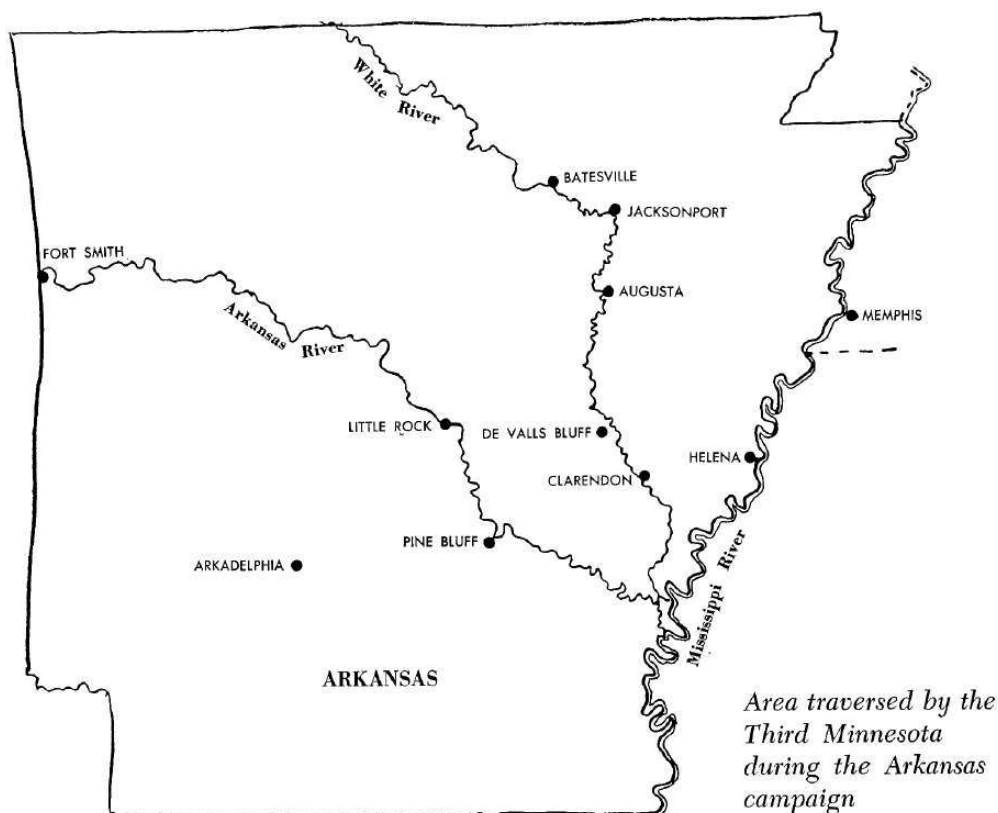 White River
BATESVILLE
JACKSONPORT
FORT SMITH
AUGUSTA
MEMPHIS
Arkansas River
LITTLE ROCK
DE VALLS BLUFF
HELENA
CLARENDON
PINE BLUFF
ARKADELPHIA
Mississippi River
ARKANSAS
Area traversed by the
Third Minnesota
during the Arkansas
campaign